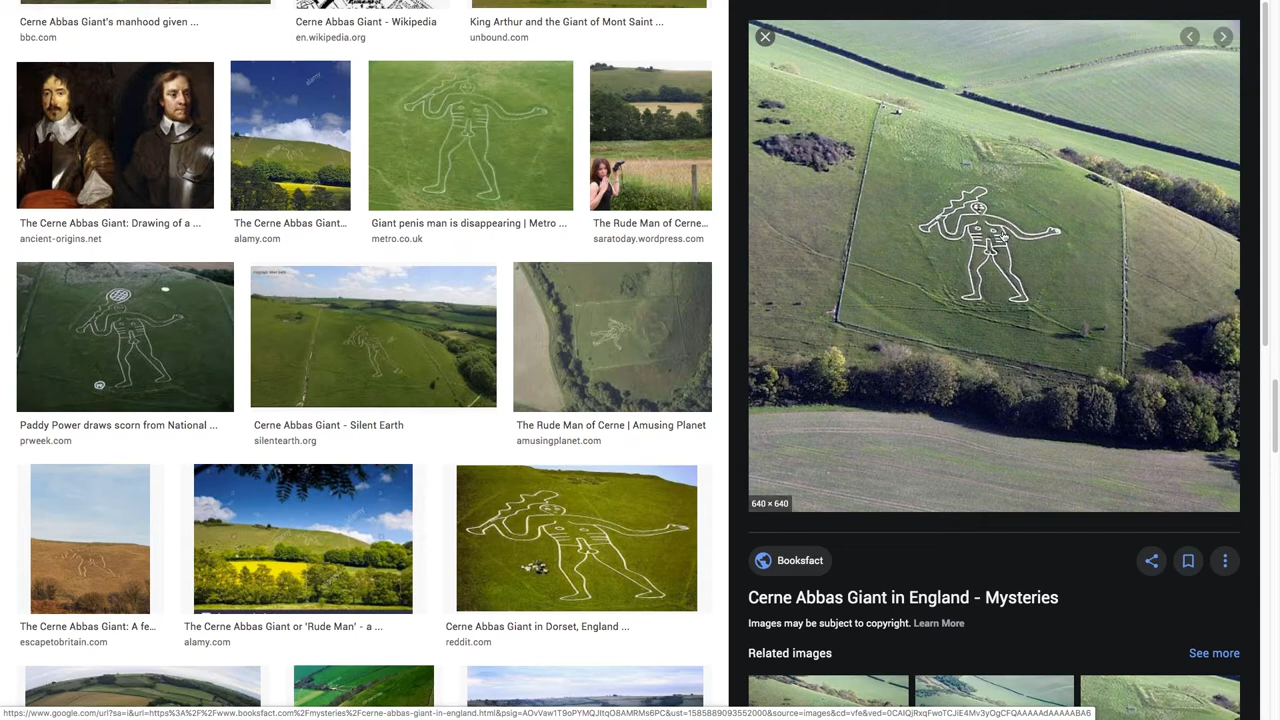 Cerne Abbas Giant's manhood given ...
bbc.com
Cerne Abbas Giant - Wikipedia
en.wikipedia.org
King Arthur and the Giant of Mont Saint ...
unbound.com
The Cerne Abbas Giant: Drawing of a ...
ancient-origins.net
alamy
The Cerne Abbas Giant...
alamy.com
Giant penis man is disappearing | Metro ...
metro.co.uk
The Rude Man of Cerne...
saratoday.wordpress.com
Paddy Power draws scorn from National ...
prweek.com
Cerne Abbas Giant - Silent Earth
silentearth.org
The Rude Man of Cerne | Amusing Planet
amusingplanet.com
The Cerne Abbas Giant: A fe...
escapetobritain.com
alamy
The Cerne Abbas Giant or 'Rude Man' - a ...
alamy.com
Cerne Abbas Giant in Dorset, England ...
reddit.com
640 × 640
Booksfact
Cerne Abbas Giant in England - Mysteries
Images may be subject to copyright. Learn More
Related images
See more